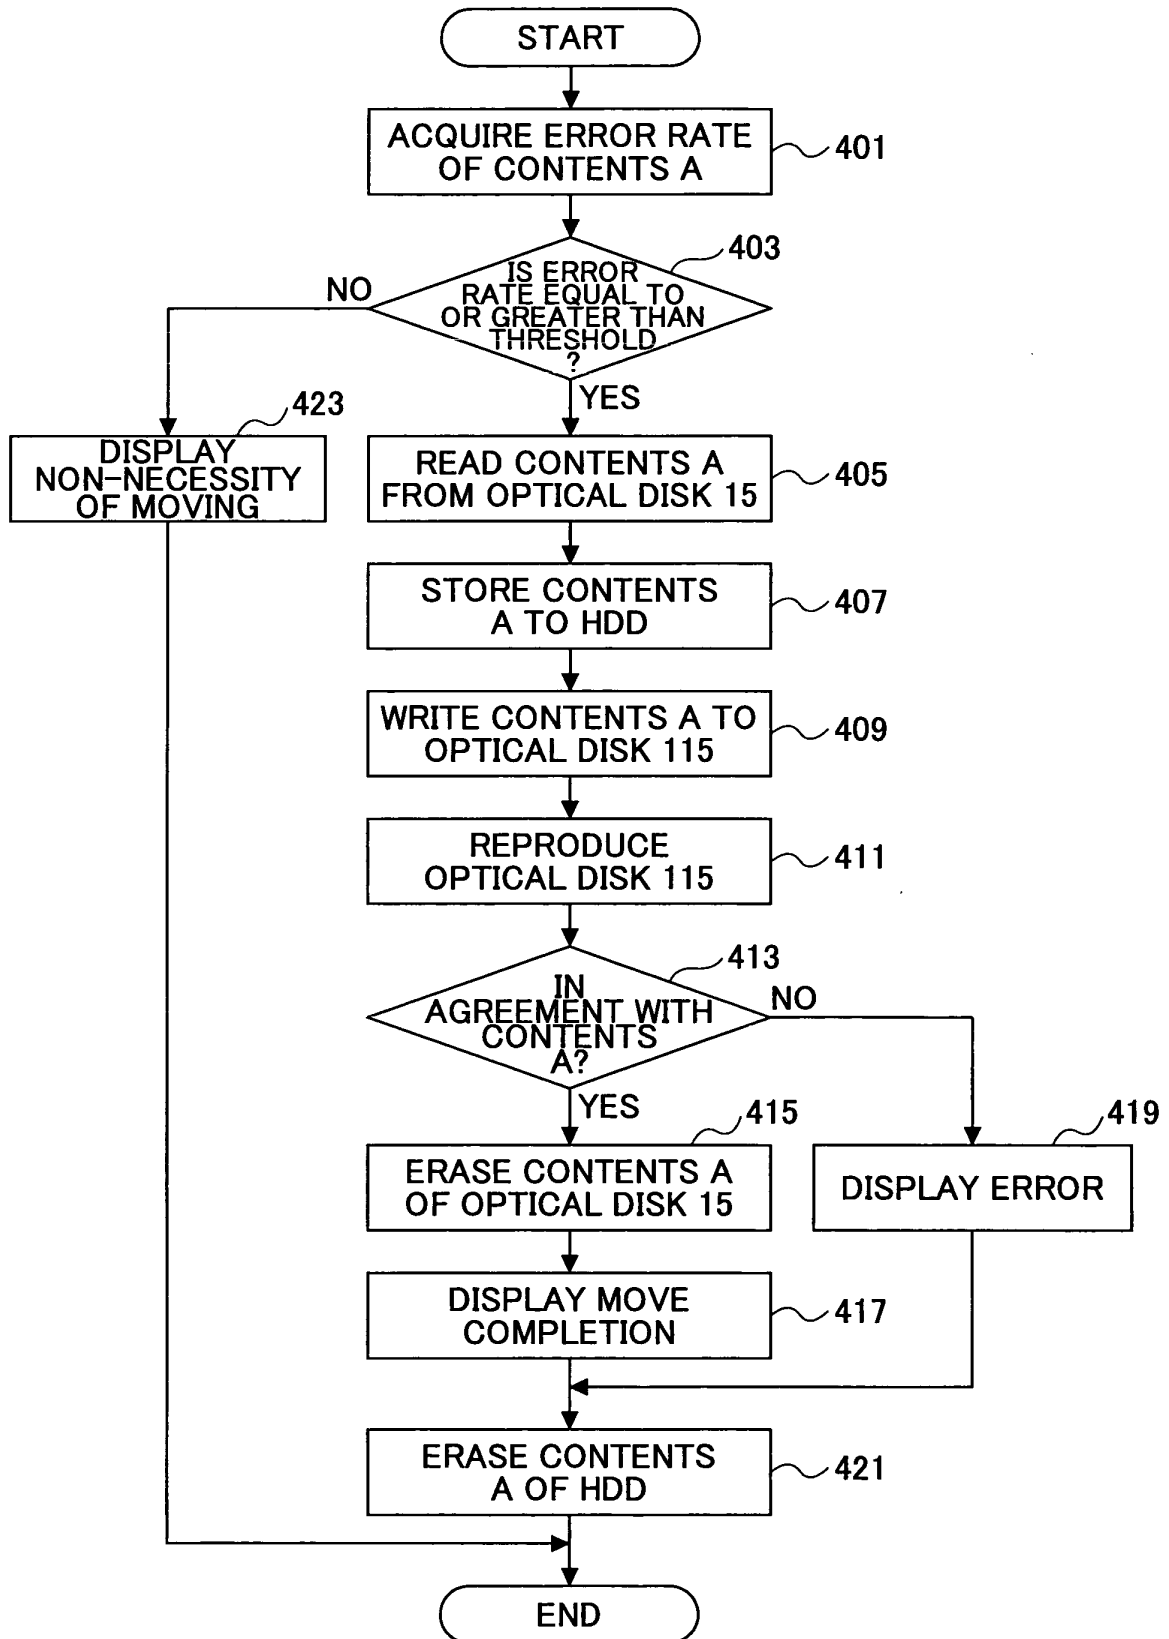 START
ACQUIRE ERROR RATE
OF CONTENTS A
401
403
IS ERROR
RATE EQUAL TO
OR GREATER THAN
THRESHOLD
?
NO
YES
423
DISPLAY
NON-NECESSITY
OF MOVING
READ CONTENTS A
FROM OPTICAL DISK 15
405
STORE CONTENTS
A TO HDD
407
WRITE CONTENTS A TO
OPTICAL DISK 115
409
REPRODUCE
OPTICAL DISK 115
411
413
IN
AGREEMENT WITH
CONTENTS
A?
NO
YES
415
419
ERASE CONTENTS A
OF OPTICAL DISK 15
DISPLAY ERROR
DISPLAY MOVE
COMPLETION
417
ERASE CONTENTS
A OF HDD
421
END